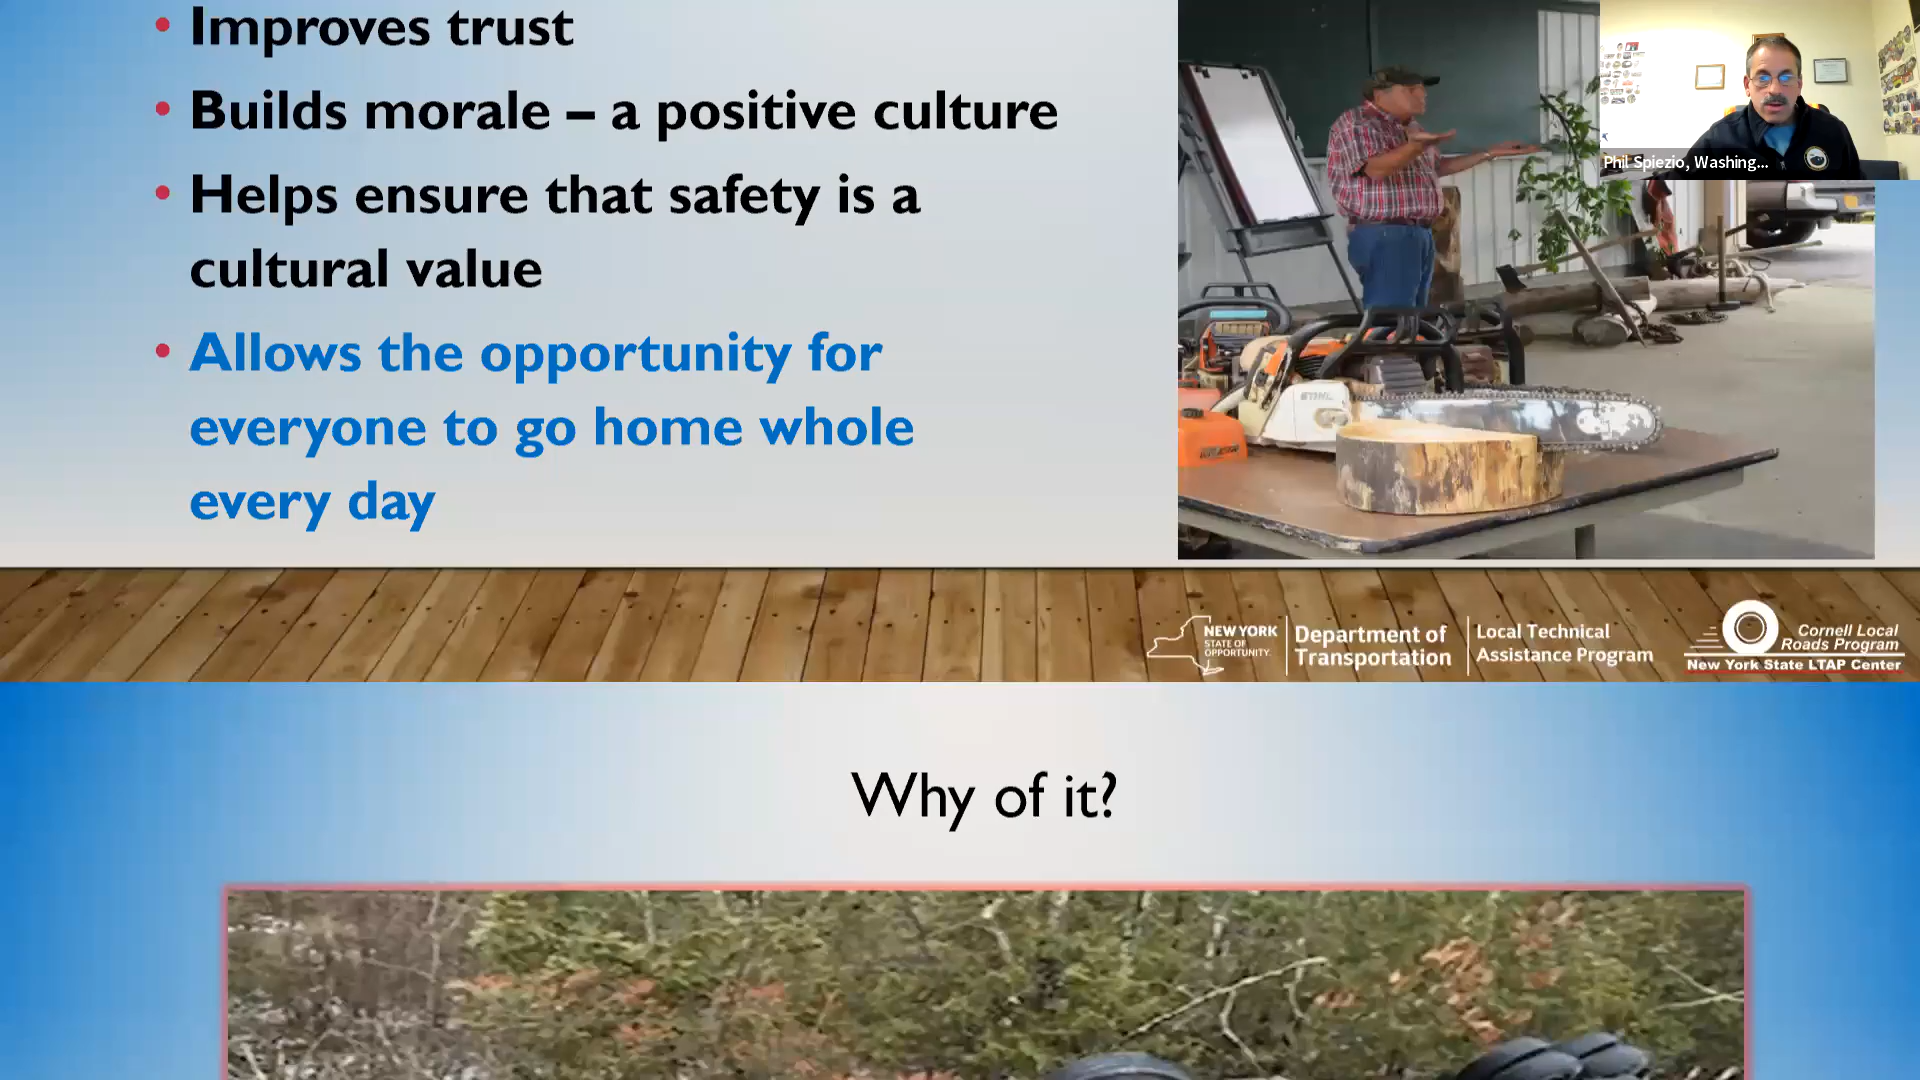 • Improves trust
• Builds morale – a positive culture
• Helps ensure that safety is a
cultural value
• Allows the opportunity for
everyone to go home whole
every day
Phil Spiezio, Washing...
STIHL
NEW YORK
STATE OF
OPPORTUNITY.
Department of
Transportation
Local Technical
Assistance Program
Cornell Local
Roads Program
New York State LTAP Center
Why of it?